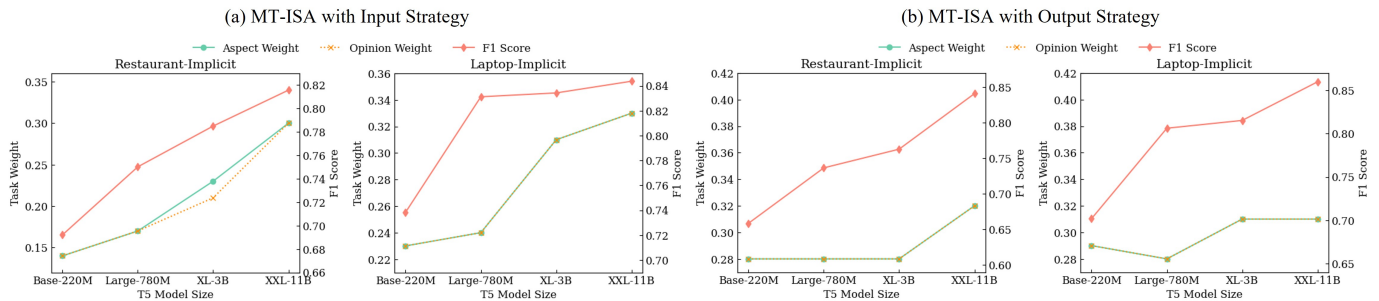 (a) MT-ISA with Input Strategy
Aspect Weight Opinion Weight F1 Score
Restaurant-Implicit
Task Weight
0.35
0.30
0.25
0.20
0.15
0.82
0.80
0.78
0.76
0.74
0.72
0.70
0.68
0.66
F1 Score
Base-220M Large-780M XL-3B XXL-11B
T5 Model Size
Laptop-Implicit
Task Weight
0.36
0.34
0.32
0.30
0.28
0.26
0.24
0.22
0.84
0.82
0.80
0.78
0.76
0.74
0.72
0.70
F1 Score
Base-220M Large-780M XL-3B XXL-11B
T5 Model Size
(b) MT-ISA with Output Strategy
Aspect Weight Opinion Weight F1 Score
Restaurant-Implicit
Task Weight
0.42
0.40
0.38
0.36
0.34
0.32
0.30
0.28
0.85
0.80
0.75
0.70
0.65
0.60
F1 Score
Base-220M Large-780M XL-3B XXL-11B
T5 Model Size
Laptop-Implicit
Task Weight
0.42
0.40
0.38
0.36
0.34
0.32
0.30
0.28
0.85
0.80
0.75
0.70
0.65
F1 Score
Base-220M Large-780M XL-3B XXL-11B
T5 Model Size